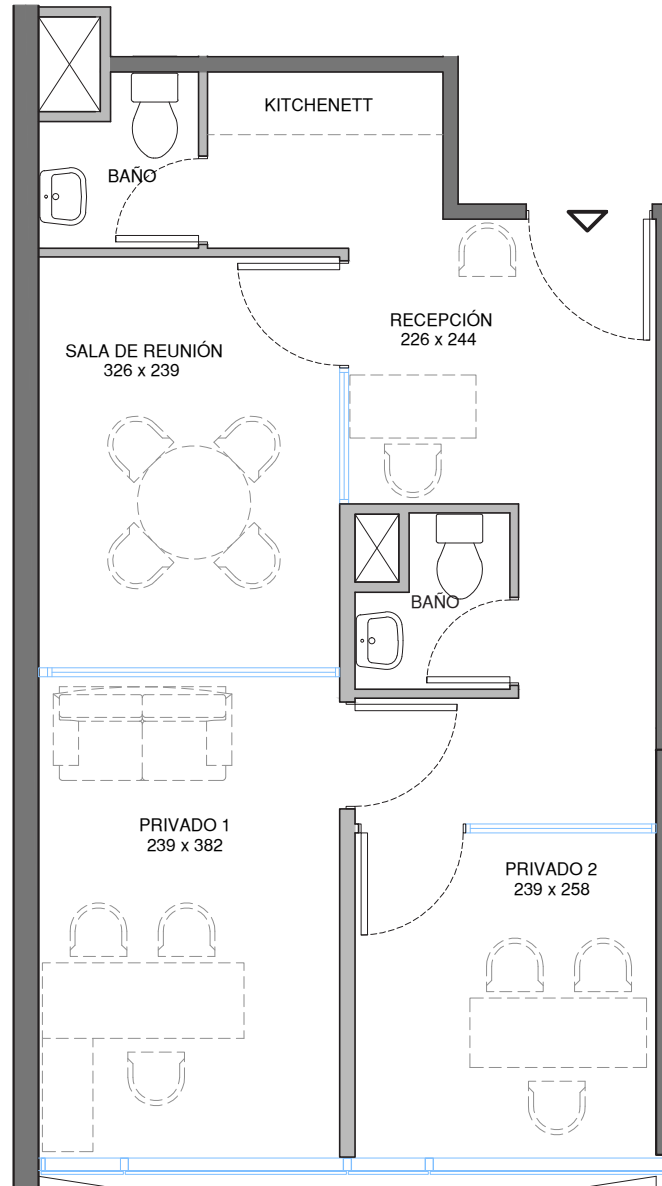 KITCHENETT
BAÑO
RECEPCIÓN
226 x 244
SALA DE REUNIÓN
326 x 239
BAÑO
PRIVADO 1
239 x 382
PRIVADO 2
239 x 258